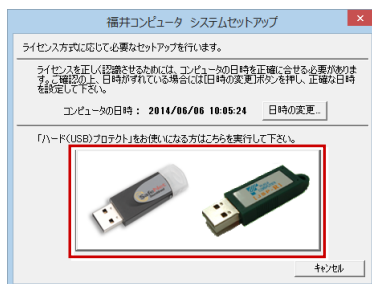 福井コンピュータ システムセットアップ
ライセンス方式に応じて必要なセットアップを行います。
ライセンスを正しく認識させるためには、コンピュータの日時を正確に合せる必要がありま
す。ご確認の上、日時がずれている場合には[日時の変更]ボタンを押し、正確な日時
を設定して下さい。
コンピュータの日時： 2014/06/06 10:05:24 日時の変更...
「ハード(USB)プロテクト」をお使いになる方はこちらを実行して下さい。
キャンセル